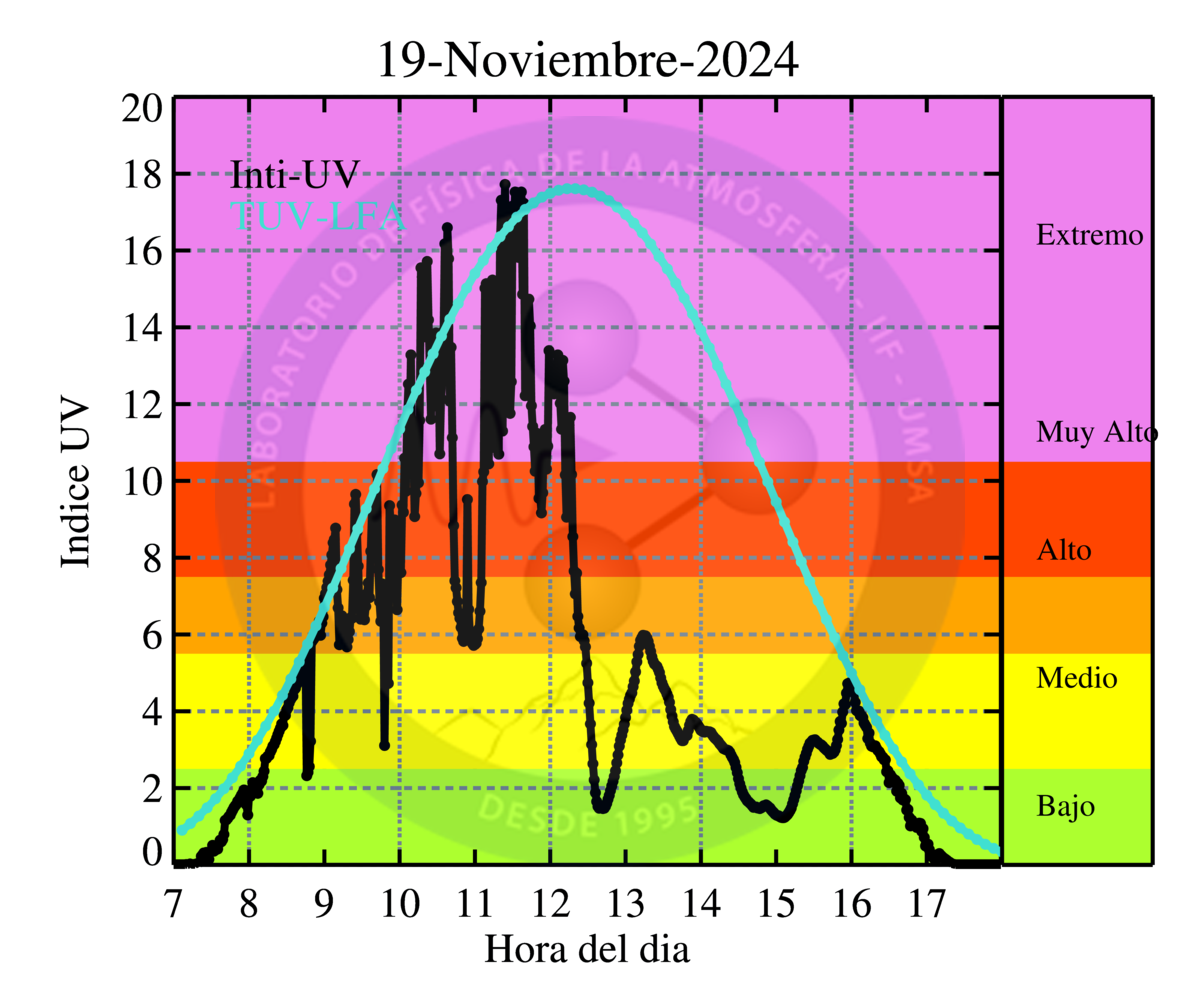 19-Noviembre-2024
Inti-UV
TUV-LFA
Indice UV
20
18
16
14
12
10
8
6
4
2
0
7 8 9 10 11 12 13 14 15 16 17
Hora del dia
Extremo
Muy Alto
Alto
Medio
Bajo
LABORATORIO DE FÍSICA DE LA ATMÓSFERA - IIF - UMSA
DESDE 1995